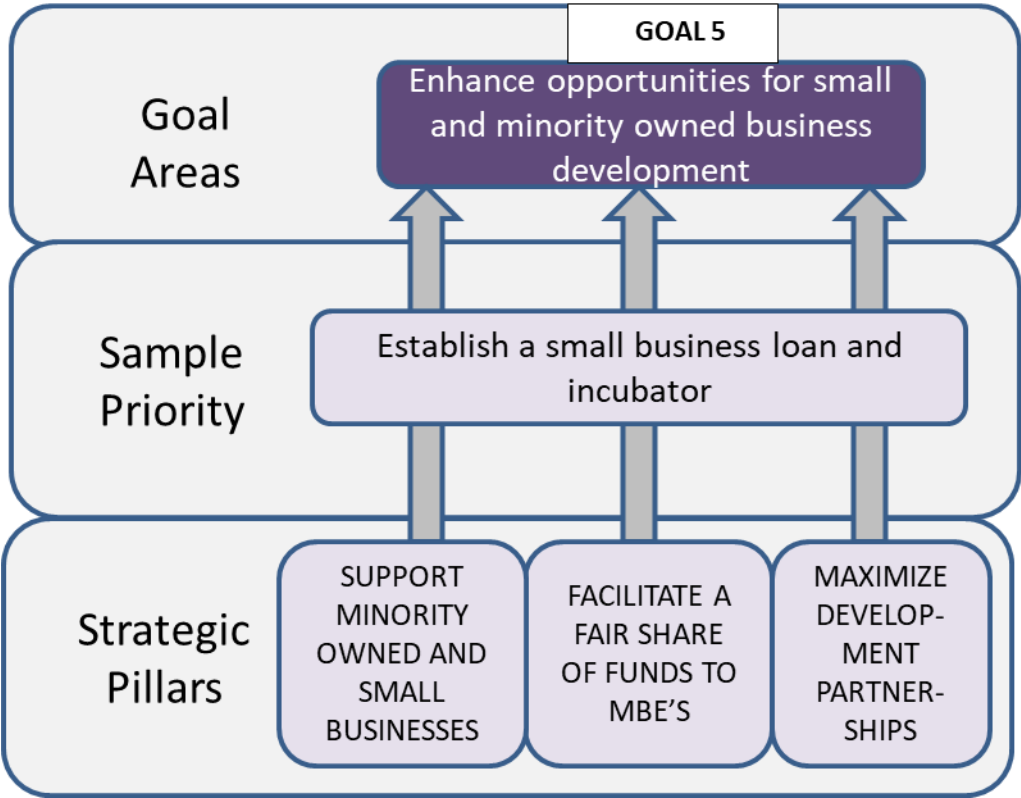 GOAL 5
Goal
Areas
Enhance opportunities for small
and minority owned business
development
Sample
Priority
Establish a small business loan and
incubator
Strategic
Pillars
SUPPORT
MINORITY
OWNED AND
SMALL
BUSINESSES
FACILITATE A
FAIR SHARE
OF FUNDS TO
MBE’S
MAXIMIZE
DEVELOP-
MENT
PARTNER-
SHIPS